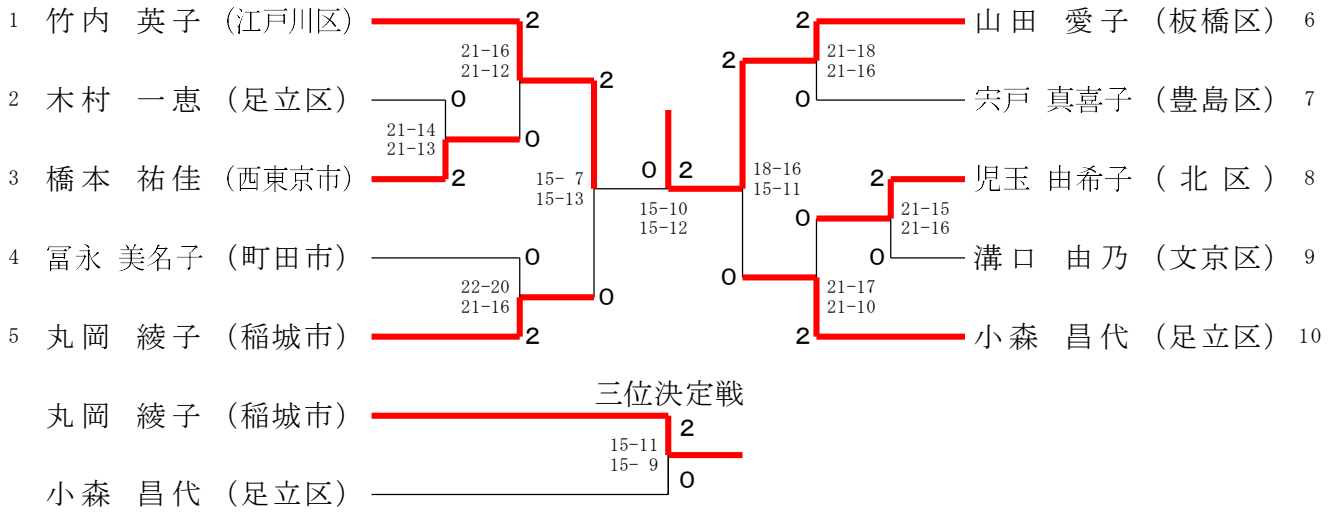 1 竹内 英子 (江戸川区) 2
2 山田 愛子 (板橋区) 6
21-16
21-12
21-18
21-16
2
2
2 木村 一恵 (足立区) 0
0 宍戸 真喜子 (豊島区) 7
21-14
21-13
0
3 橋本 祐佳 (西東京市) 2
0 2
2 児玉 由希子 (北区) 8
15- 7
15-13
18-16
15-11
15-10
15-12
21-15
21-16
0
4 冨永 美名子 (町田市) 0
0 溝口 由乃 (文京区) 9
22-20
21-16
0
0
21-17
21-10
5 丸岡 綾子 (稲城市) 2
2 小森 昌代 (足立区) 10
三位決定戦
丸岡 綾子 (稲城市) 2
15-11
15- 9
小森 昌代 (足立区) 0